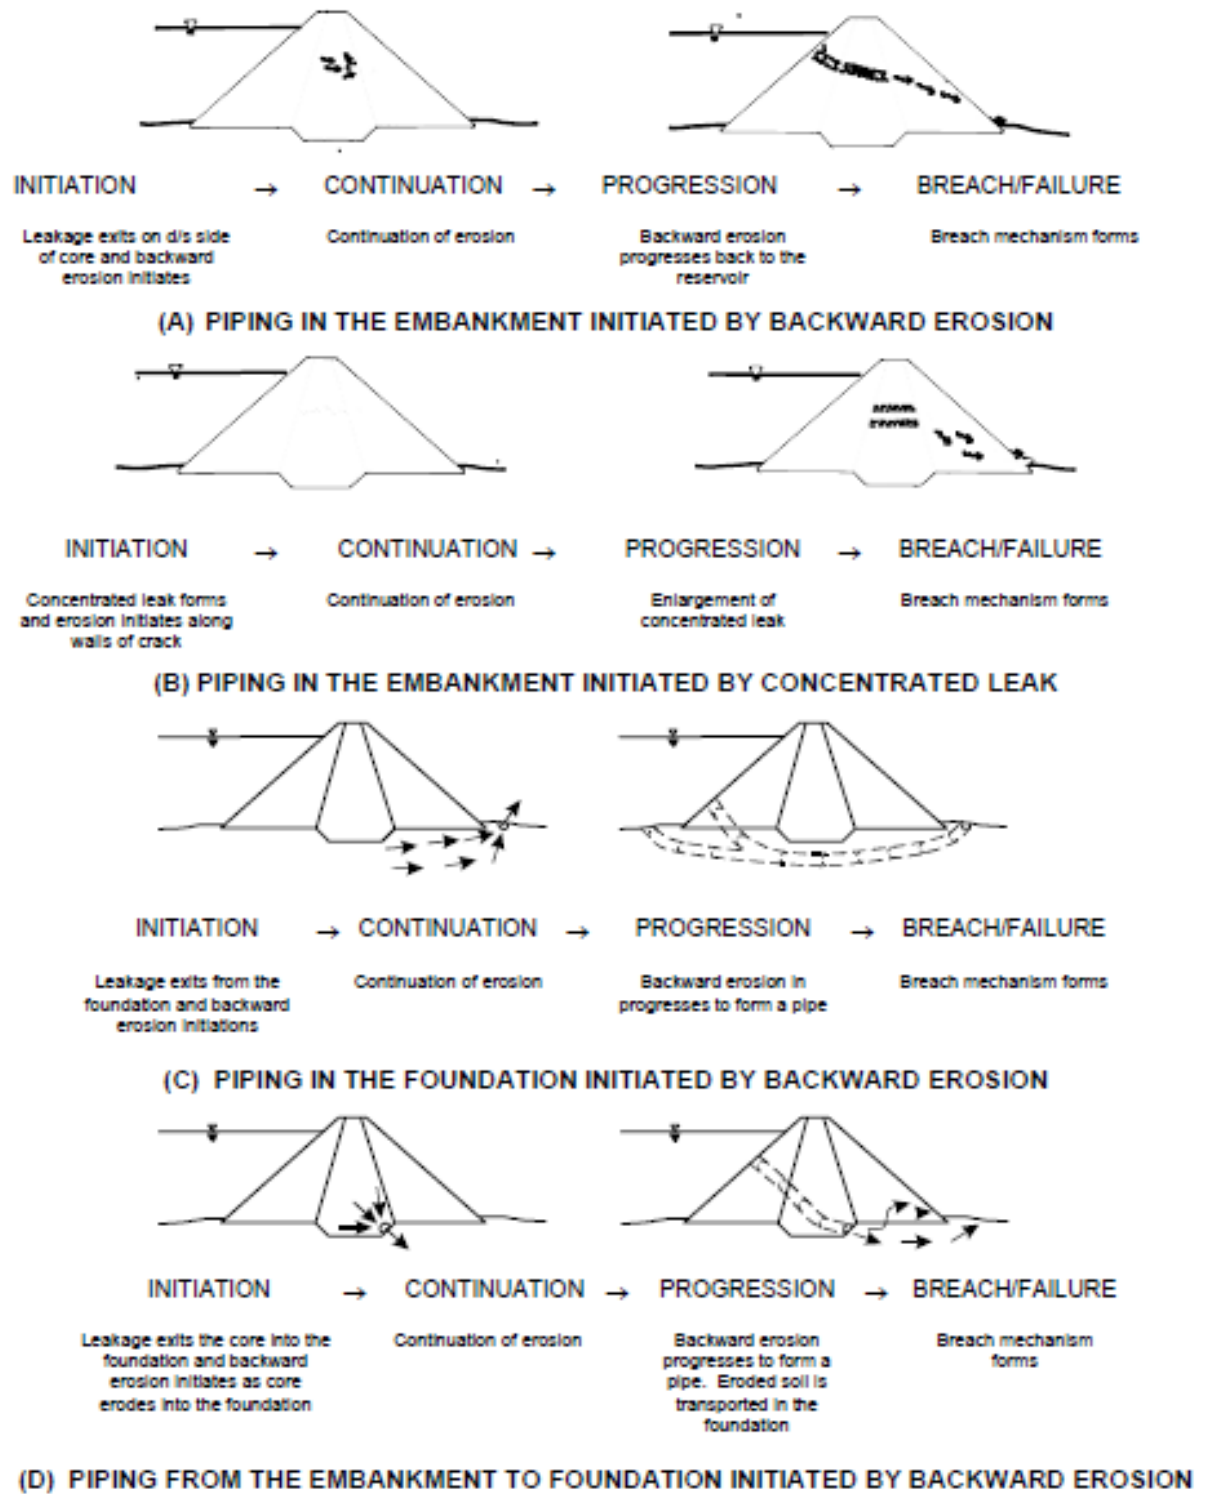 INITIATION → CONTINUATION → PROGRESSION → BREACH/FAILURE
Leakage exits on d/s side
of core and backward
erosion initiates
Continuation of erosion
Backward erosion
progresses back to the
reservoir
Breach mechanism forms
(A) PIPING IN THE EMBANKMENT INITIATED BY BACKWARD EROSION
INITIATION → CONTINUATION → PROGRESSION → BREACH/FAILURE
Concentrated leak forms
and erosion initiates along
walls of crack
Continuation of erosion
Enlargement of
concentrated leak
Breach mechanism forms
(B) PIPING IN THE EMBANKMENT INITIATED BY CONCENTRATED LEAK
INITIATION → CONTINUATION → PROGRESSION → BREACH/FAILURE
Leakage exits from the
foundation and backward
erosion initiations
Continuation of erosion
Backward erosion in
progresses to form a pipe
Breach mechanism forms
(C) PIPING IN THE FOUNDATION INITIATED BY BACKWARD EROSION
INITIATION → CONTINUATION → PROGRESSION → BREACH/FAILURE
Leakage exits the core into the
foundation and backward
erosion initiates as core
erodes into the foundation
Continuation of erosion
Backward erosion
progresses to form a
pipe. Eroded soil is
transported in the
foundation
Breach mechanism
forms
(D) PIPING FROM THE EMBANKMENT TO FOUNDATION INITIATED BY BACKWARD EROSION